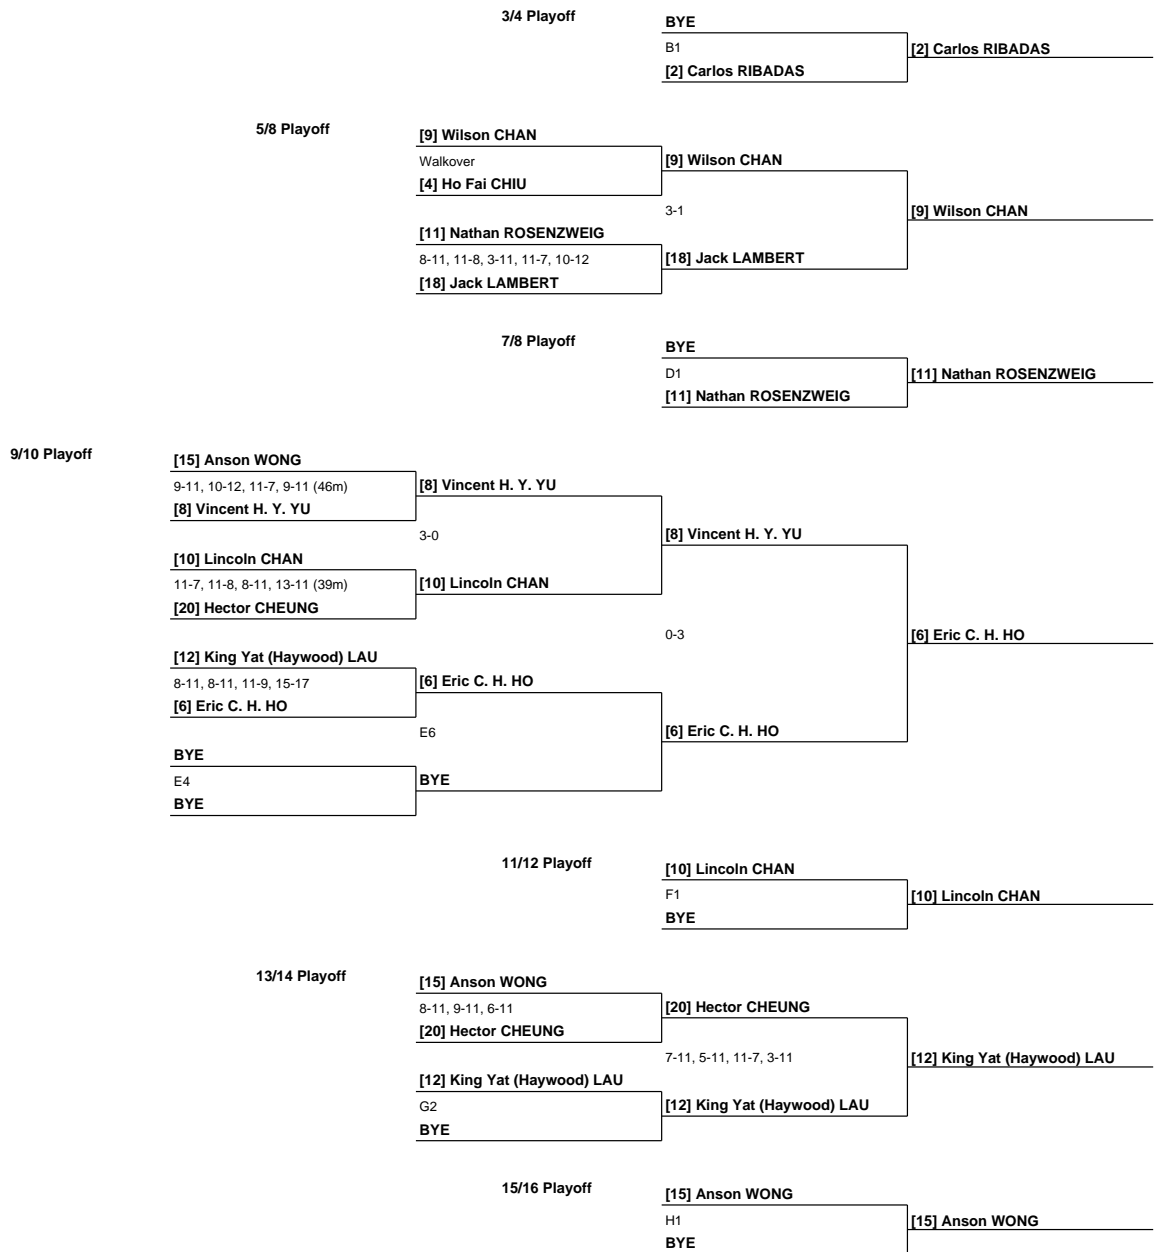 3/4 Playoff
BYE
B1
[2] Carlos RIBADAS
[2] Carlos RIBADAS
5/8 Playoff
[9] Wilson CHAN
Walkover
[9] Wilson CHAN
[4] Ho Fai CHIU
3-1
[9] Wilson CHAN
[11] Nathan ROSENZWEIG
8-11, 11-8, 3-11, 11-7, 10-12
[18] Jack LAMBERT
[18] Jack LAMBERT
7/8 Playoff
BYE
D1
[11] Nathan ROSENZWEIG
[11] Nathan ROSENZWEIG
9/10 Playoff
[15] Anson WONG
9-11, 10-12, 11-7, 9-11 (46m)
[8] Vincent H. Y. YU
[8] Vincent H. Y. YU
3-0
[8] Vincent H. Y. YU
[10] Lincoln CHAN
11-7, 11-8, 8-11, 13-11 (39m)
[10] Lincoln CHAN
[20] Hector CHEUNG
0-3
[6] Eric C. H. HO
[12] King Yat (Haywood) LAU
8-11, 8-11, 11-9, 15-17
[6] Eric C. H. HO
[6] Eric C. H. HO
E6
[6] Eric C. H. HO
BYE
E4
BYE
BYE
11/12 Playoff
[10] Lincoln CHAN
F1
[10] Lincoln CHAN
BYE
13/14 Playoff
[15] Anson WONG
8-11, 9-11, 6-11
[20] Hector CHEUNG
[20] Hector CHEUNG
7-11, 5-11, 11-7, 3-11
[12] King Yat (Haywood) LAU
[12] King Yat (Haywood) LAU
G2
[12] King Yat (Haywood) LAU
BYE
15/16 Playoff
[15] Anson WONG
H1
[15] Anson WONG
BYE